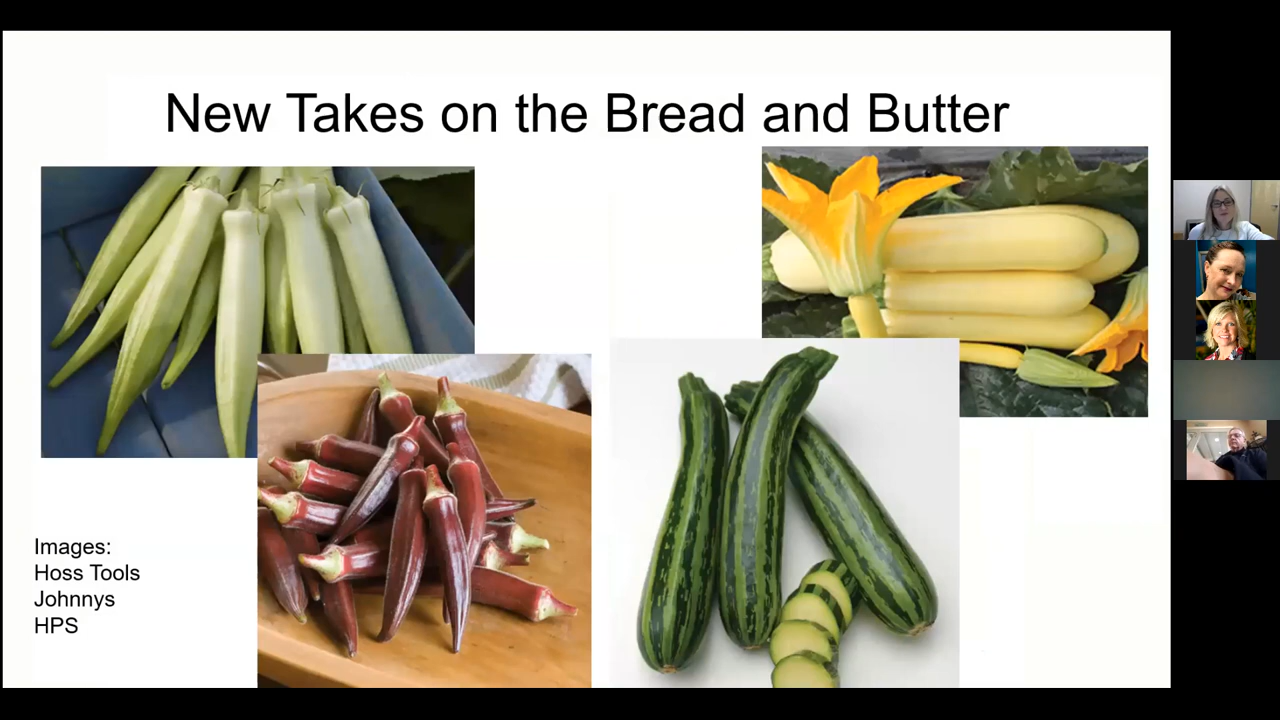 New Takes on the Bread and Butter
Images:
Hoss Tools
Johnnys
HPS